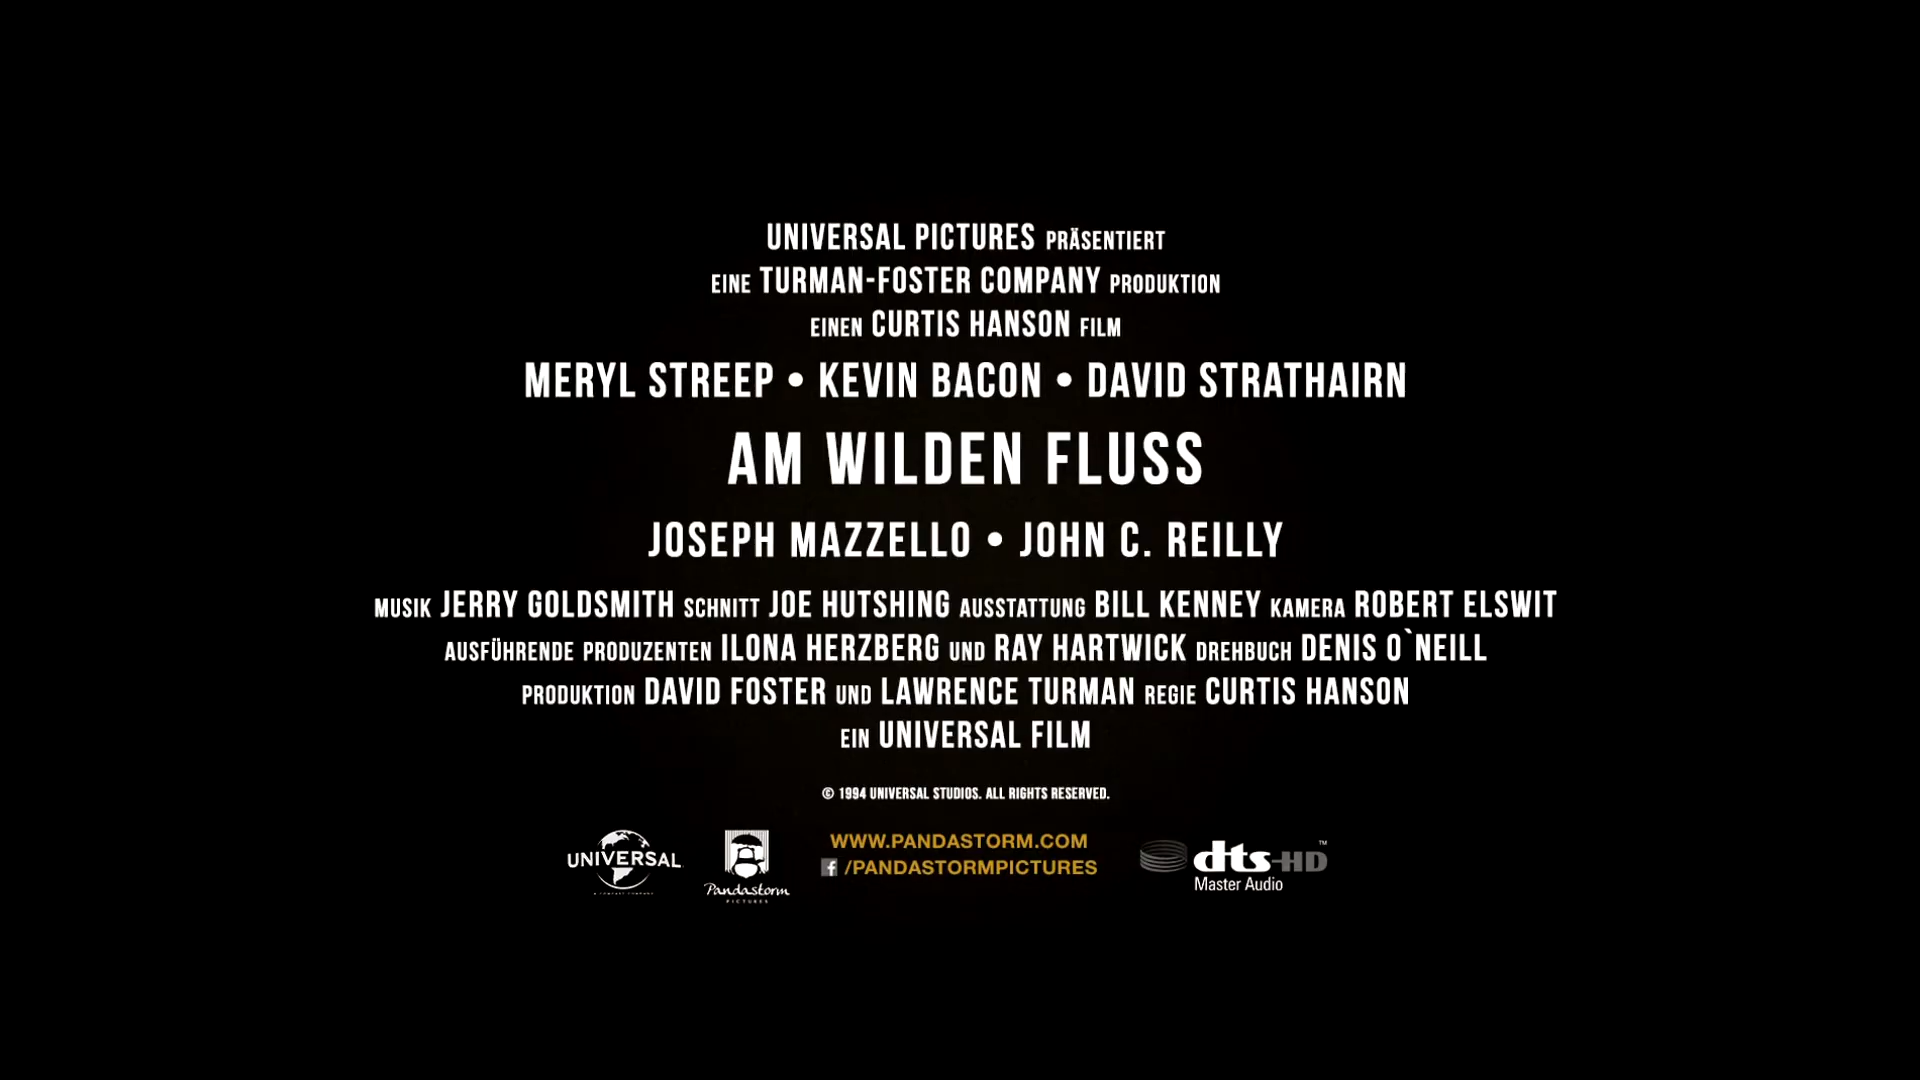 UNIVERSAL PICTURES PRÄSENTIERT
EINE TURMAN-FOSTER COMPANY PRODUKTION
EINEN CURTIS HANSON FILM
MERYL STREEP • KEVIN BACON • DAVID STRATHAIRN
AM WILDEN FLUSS
JOSEPH MAZZELLO • JOHN C. REILLY
MUSIK JERRY GOLDSMITH SCHNITT JOE HUTSHING AUSSTATTUNG BILL KENNEY KAMERA ROBERT ELSWIT
AUSFÜHRENDE PRODUZENTEN ILONA HERZBERG UND RAY HARTWICK DREHBUCH DENIS O`NEILL
PRODUKTION DAVID FOSTER UND LAWRENCE TURMAN REGIE CURTIS HANSON
EIN UNIVERSAL FILM
© 1994 UNIVERSAL STUDIOS. ALL RIGHTS RESERVED.
UNIVERSAL
Pandastorm
PICTURES
WWW.PANDASTORM.COM
f /PANDASTORMPICTURES
dts-HD™
Master Audio